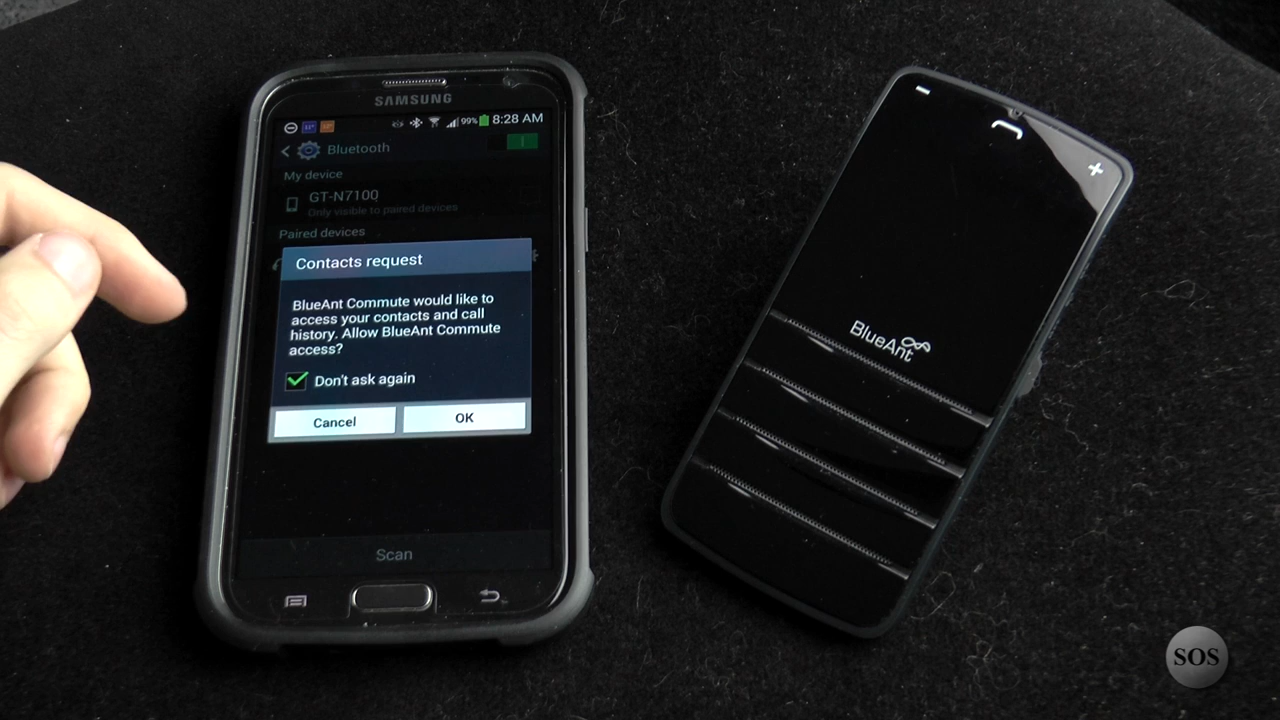 SAMSUNG
99% 8:28 AM
Bluetooth
My device
GT-N7100
Only visible to paired devices
Paired devices
Contacts request
BlueAnt Commute would like to
access your contacts and call
history. Allow BlueAnt Commute
access?
Don't ask again
Cancel OK
Scan
BlueAnt
SOS